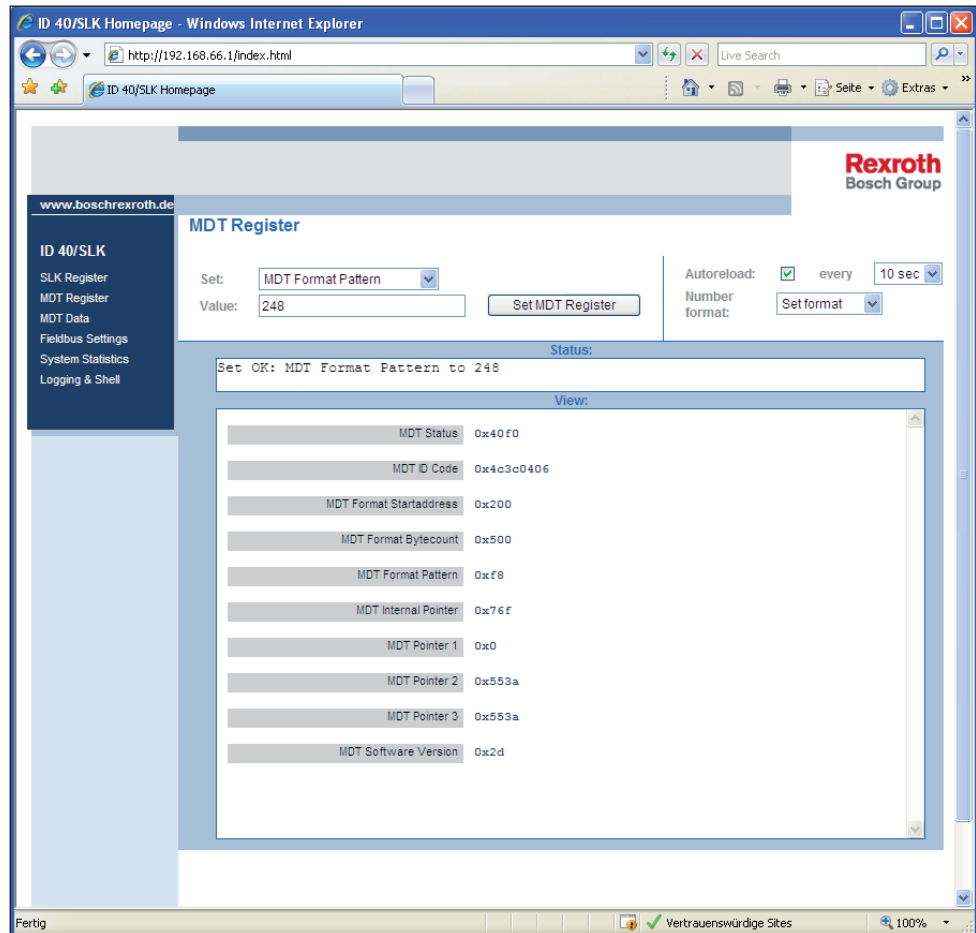 ID 40/SLK Homepage - Windows Internet Explorer
http://192.168.66.1/index.html
Live Search
ID 40/SLK Homepage
Seite
Extras
»
Rexroth
Bosch Group
www.boschrexroth.de
ID 40/SLK
SLK Register
MDT Register
MDT Data
Fieldbus Settings
System Statistics
Logging & Shell
MDT Register
Set: MDT Format Pattern
Value: 248
Set MDT Register
Autoreload: every 10 sec
Number format: Set format
Status:
Set OK: MDT Format Pattern to 248
View:
MDT Status 0x40f0
MDT ID Code 0x4c3c0406
MDT Format Startaddress 0x200
MDT Format Bytecount 0x500
MDT Format Pattern 0xf8
MDT Internal Pointer 0x76f
MDT Pointer 1 0x0
MDT Pointer 2 0x553a
MDT Pointer 3 0x553a
MDT Software Version 0x2d
Fertig
Vertrauenswürdige Sites
100%